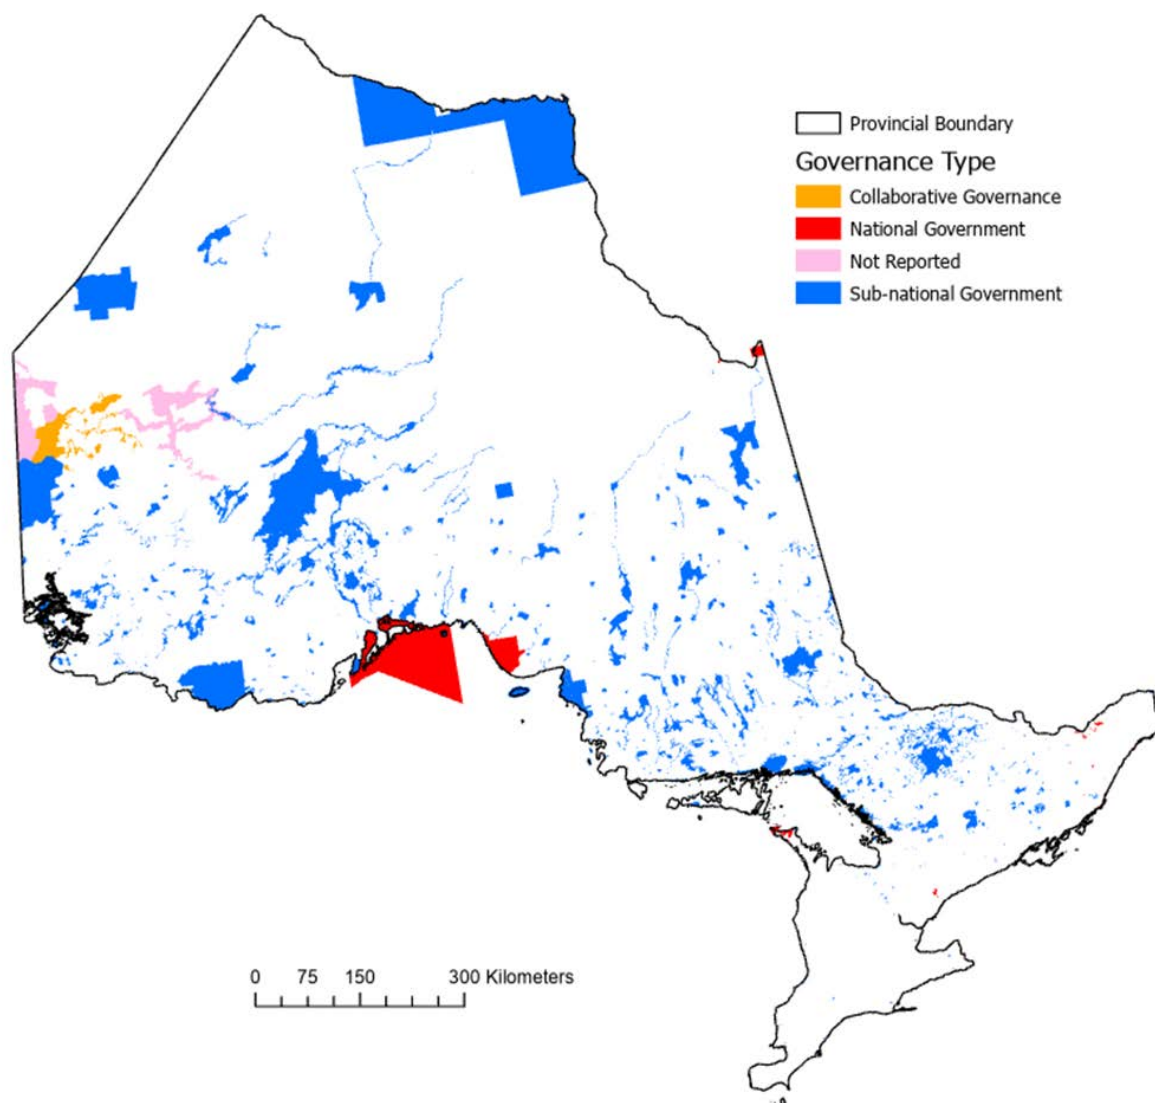 Provincial Boundary
Governance Type
Collaborative Governance
National Government
Not Reported
Sub-national Government
0 75 150 300 Kilometers